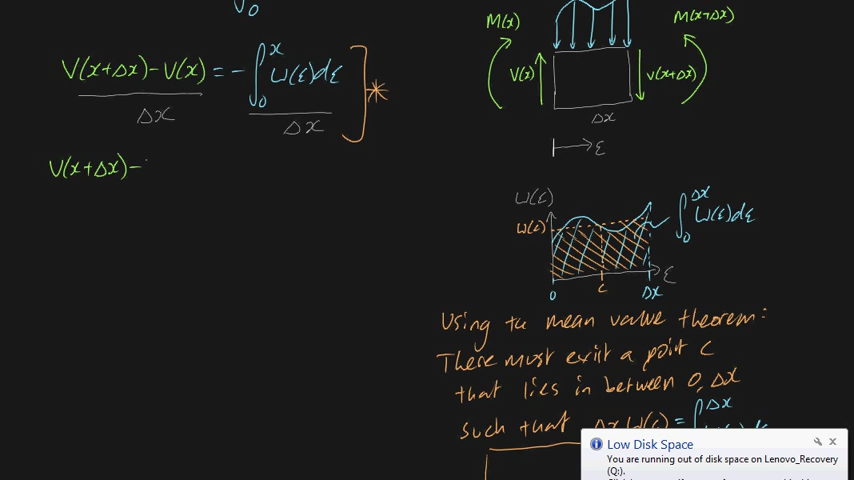 V0
M(x) M(x+Δx)
V(x+Δx)-V(x) = -∫0^x W(ε)dε ] *
Δx Δx
V(x) V(x+Δx)
Δx
ε
V(x+Δx)-
W(ε)
W(c) ∫0^Δx W(ε)dε
0 c Δx ε
Using the mean value theorem:
There must exist a point c
that lies in between 0, Δx
such that Δx W(c) = ∫ Δx
Low Disk Space
You are running out of disk space on Lenovo_Recovery
(Q:).